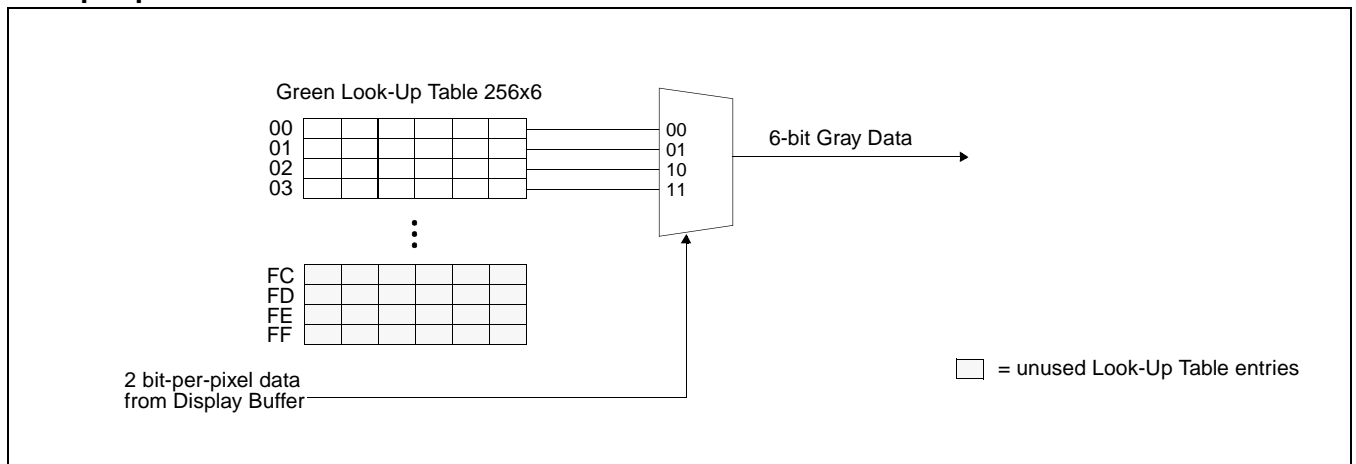 Green Look-Up Table 256x6
00
01
02
03
00
01
10
11
6-bit Gray Data
FC
FD
FE
FF
2 bit-per-pixel data
from Display Buffer
= unused Look-Up Table entries